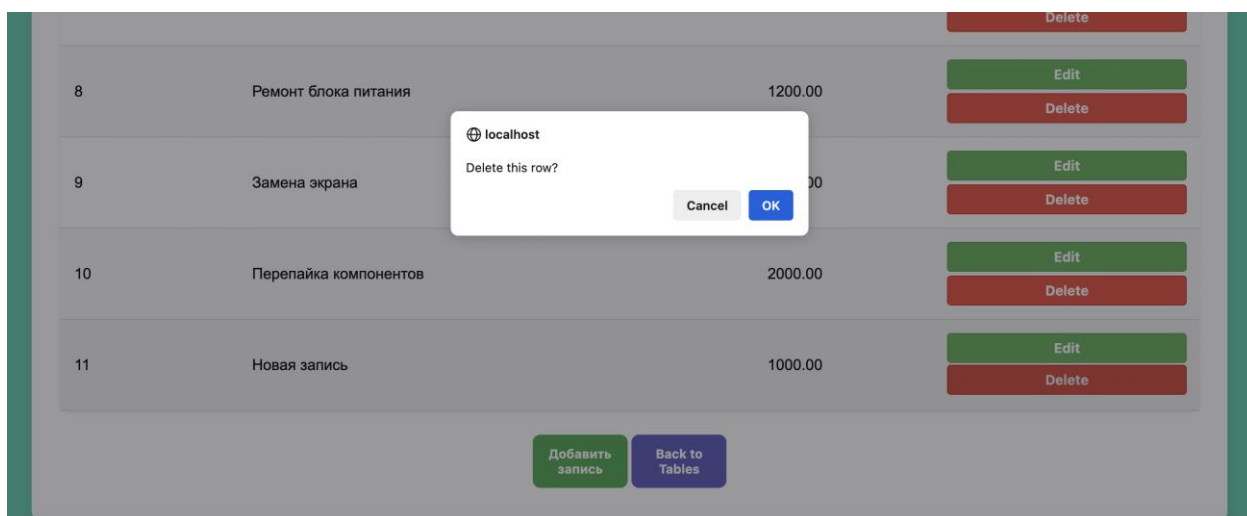 Delete
8 Ремонт блока питания 1200.00 Edit
Delete
localhost
Delete this row?
Cancel OK
9 Замена экрана 00 Edit
Delete
10 Перепайка компонентов 2000.00 Edit
Delete
11 Новая запись 1000.00 Edit
Delete
Добавить
запись
Back to
Tables